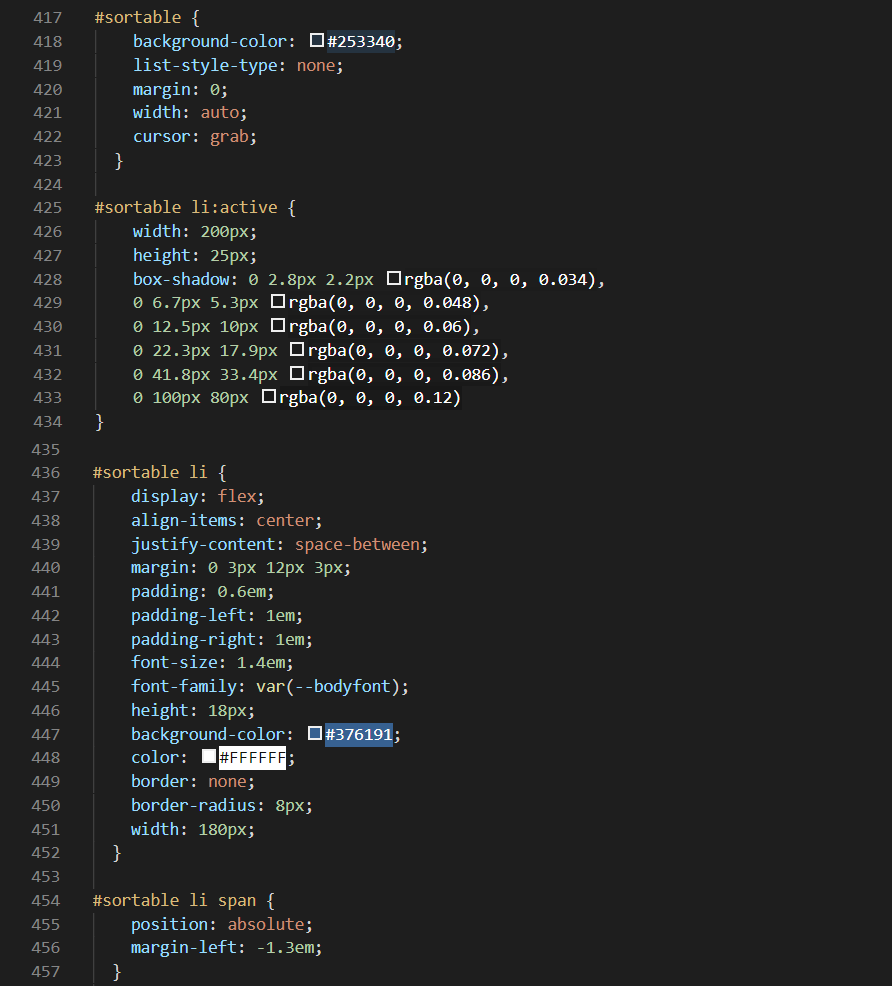 417 #sortable {
418 background-color: #253340;
419 list-style-type: none;
420 margin: 0;
421 width: auto;
422 cursor: grab;
423 }
424
425 #sortable li:active {
426 width: 200px;
427 height: 25px;
428 box-shadow: 0 2.8px 2.2px rgba(0, 0, 0, 0.034),
429 0 6.7px 5.3px rgba(0, 0, 0, 0.048),
430 0 12.5px 10px rgba(0, 0, 0, 0.06),
431 0 22.3px 17.9px rgba(0, 0, 0, 0.072),
432 0 41.8px 33.4px rgba(0, 0, 0, 0.086),
433 0 100px 80px rgba(0, 0, 0, 0.12)
434 }
435
436 #sortable li {
437 display: flex;
438 align-items: center;
439 justify-content: space-between;
440 margin: 0 3px 12px 3px;
441 padding: 0.6em;
442 padding-left: 1em;
443 padding-right: 1em;
444 font-size: 1.4em;
445 font-family: var(--bodyfont);
446 height: 18px;
447 background-color: #376191;
448 color: #FFFFFF;
449 border: none;
450 border-radius: 8px;
451 width: 180px;
452 }
453
454 #sortable li span {
455 position: absolute;
456 margin-left: -1.3em;
457 }